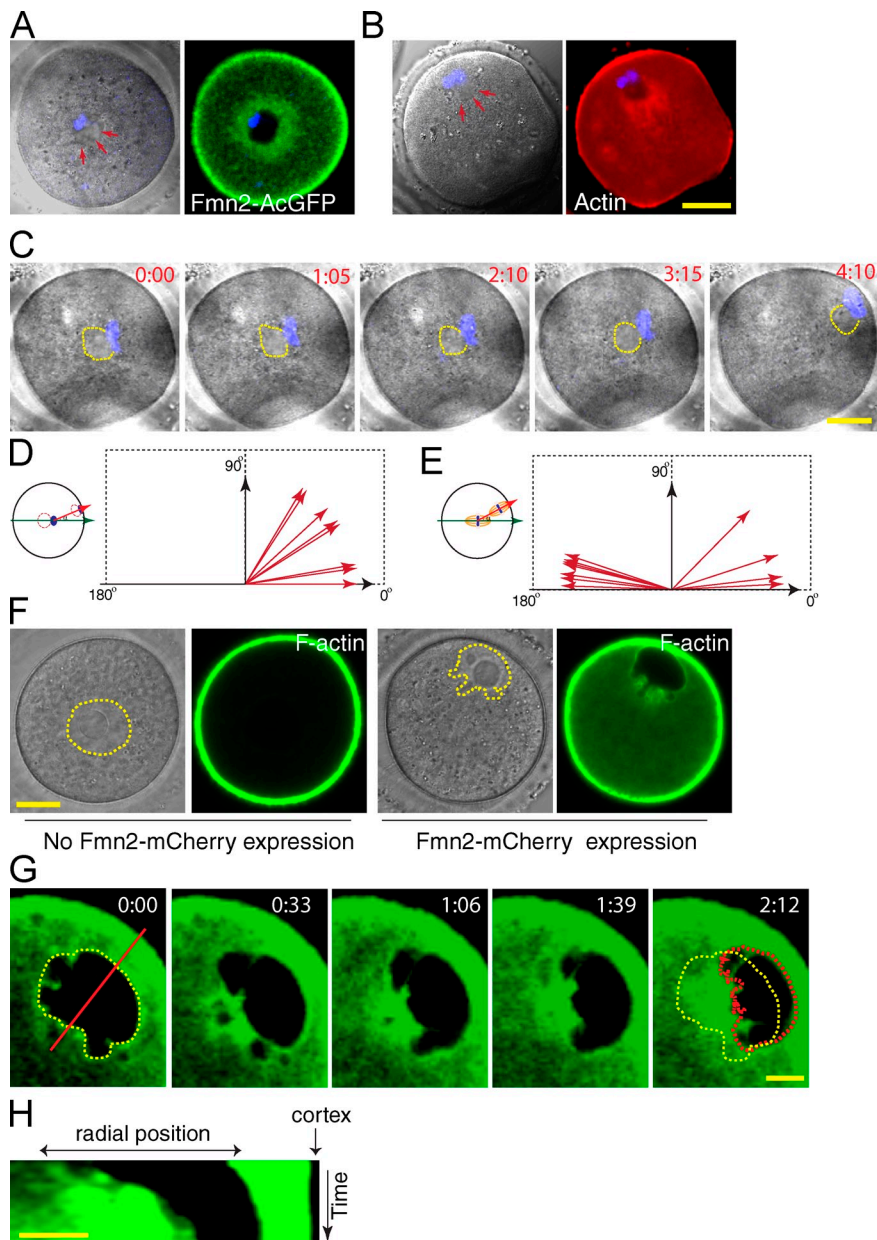 A
B
Fmn2-AcGFP
Actin
C
0:00
1:05
2:10
3:15
4:10
D
90°
180°
0°
E
90°
180°
0°
F
F-actin
F-actin
No Fmn2-mCherry expression
Fmn2-mCherry expression
G
0:00
0:33
1:06
1:39
2:12
H
radial position
cortex
Time